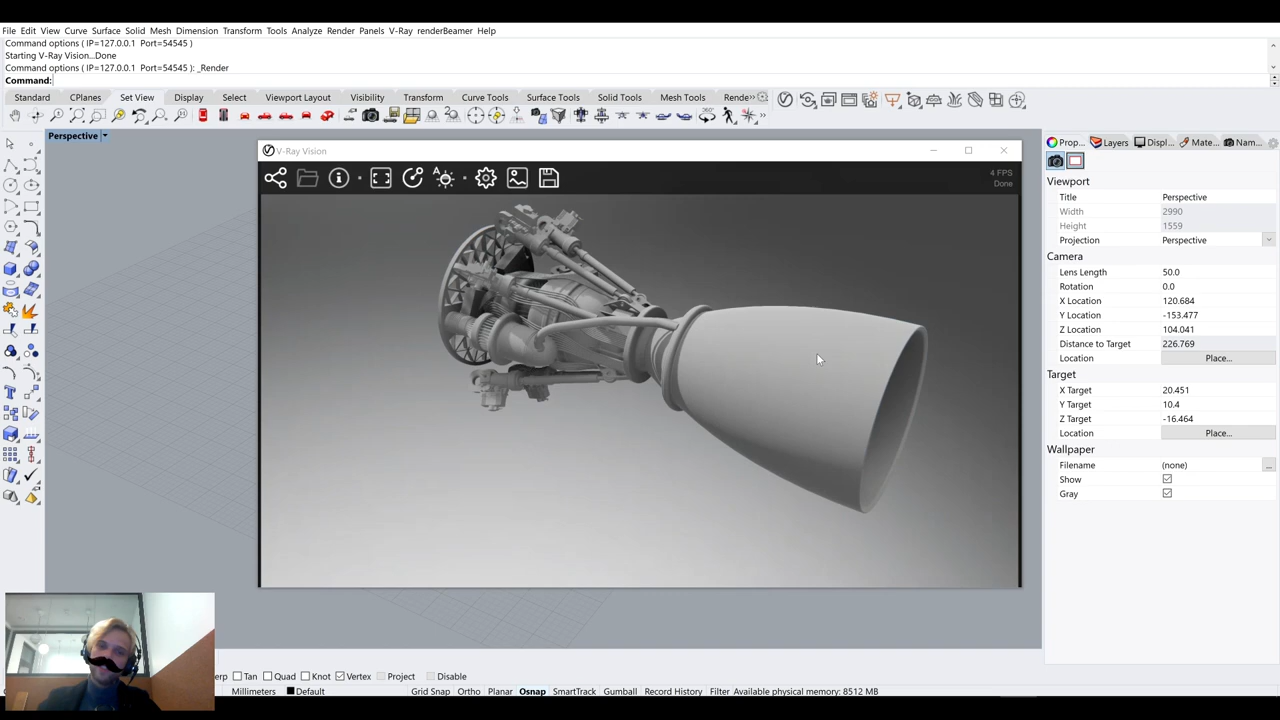 File Edit View Curve Surface Solid Mesh Dimension Transform Tools Analyze Render Panels V-Ray renderBeamer Help
Command options ( IP=127.0.0.1 Port=54545 )
Starting V-Ray Vision...Done
Command options ( IP=127.0.0.1 Port=54545 ): _Render
Command:
Standard CPlanes Set View Display Select Viewport Layout Visibility Transform Curve Tools Surface Tools Solid Tools Mesh Tools Rende
Perspective
V-Ray Vision
4 FPS
Done
Prop... Layers Displ... Mate... Nam...
Viewport
Title Perspective
Width 2990
Height 1559
Projection Perspective
Camera
Lens Length 50.0
Rotation 0.0
X Location 120.684
Y Location -153.477
Z Location 104.041
Distance to Target 226.769
Location Place...
Target
X Target 20.451
Y Target 10.4
Z Target -16.464
Location Place...
Wallpaper
Filename (none) ...
Show
Gray
erp Tan Quad Knot Vertex Project Disable
Millimeters Default Grid Snap Ortho Planar Osnap SmartTrack Gumball Record History Filter Available physical memory: 8512 MB